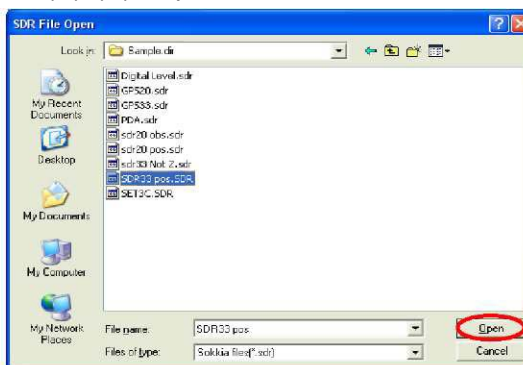 SDR File Open
Look in: Sample.dir
Digital Level.sdr
GP520.sdr
GP533.sdr
PDA.sdr
sdr20 obs.sdr
sdr20 pos.sdr
sdr33 Not Z.sdr
SDR33 pos.SDR
SET3C.SDR
My Recent
Documents
Desktop
My Documents
My Computer
My Network
Places
File name: SDR33 pos Open
Files of type: Sokkia files(*.sdr) Cancel